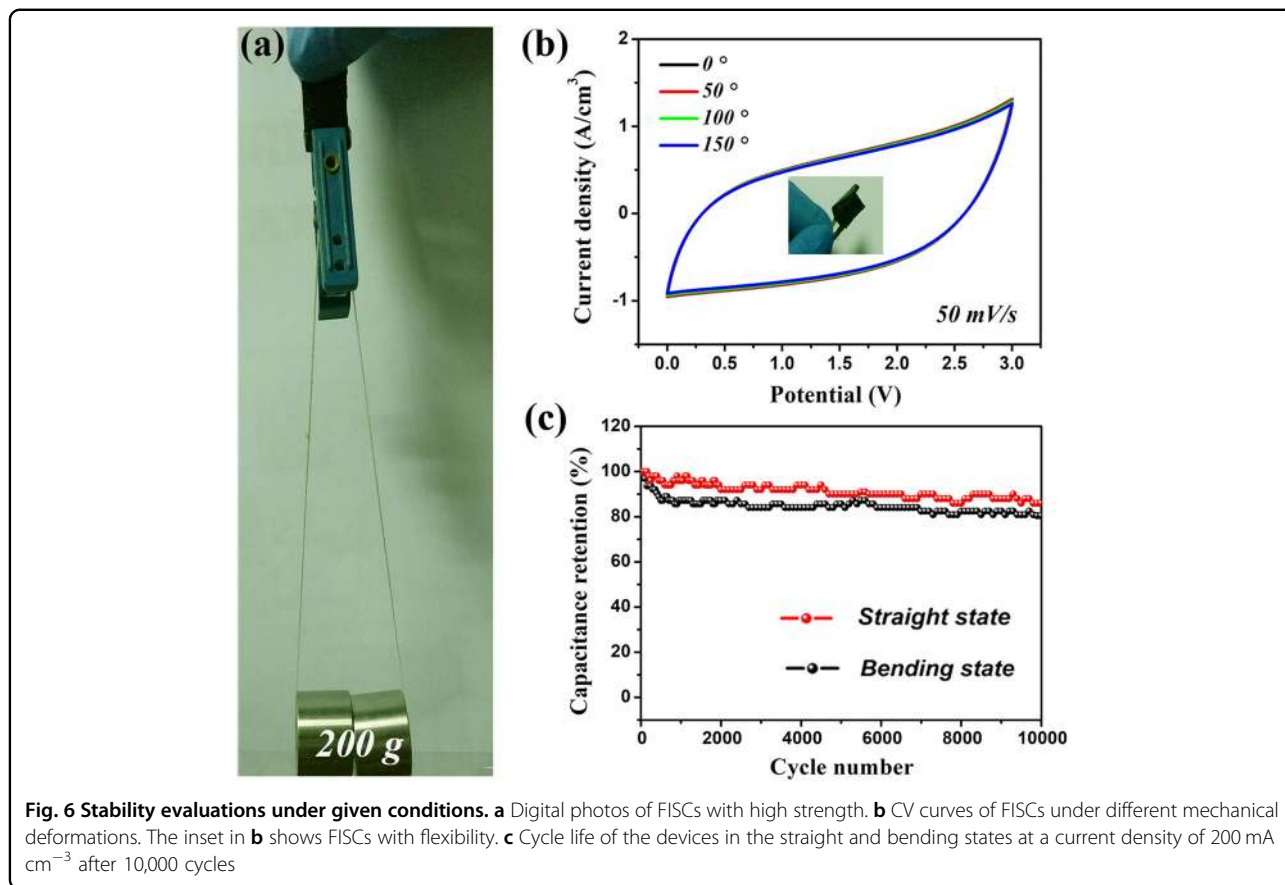 (a)
200 g
(b)
2
1
0
-1
Current density (A/cm³)
0 °
50 °
100 °
150 °
50 mV/s
0.0 0.5 1.0 1.5 2.0 2.5 3.0
Potential (V)
(c)
120
100
80
60
40
20
0
Capacitance retention (%)
Straight state
Bending state
0 2000 4000 6000 8000 10000
Cycle number
Fig. 6 Stability evaluations under given conditions. a Digital photos of FISCs with high strength. b CV curves of FISCs under different mechanical
deformations. The inset in b shows FISCs with flexibility. c Cycle life of the devices in the straight and bending states at a current density of 200 mA
cm⁻³ after 10,000 cycles